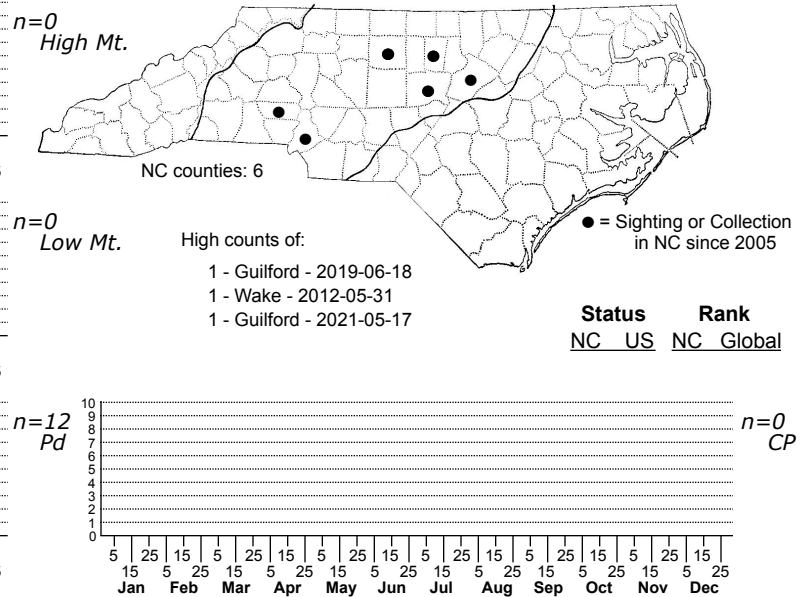 n=0
High Mt.
NC counties: 6
n=0
Low Mt.
High counts of:
1 - Guilford - 2019-06-18
1 - Wake - 2012-05-31
1 - Guilford - 2021-05-17
● = Sighting or Collection
in NC since 2005
Status Rank
NC US NC Global
n=12
Pd
n=0
CP
10
9
8
7
6
5
4
3
2
1
0
5 25 15 5 25 15 5 25 15 5 25 15 5 25 15 5 25 15
15 5 25 15 5 25 15 5 25 15 5 25 15 5 25 15 5 25
Jan Feb Mar Apr May Jun Jul Aug Sep Oct Nov Dec